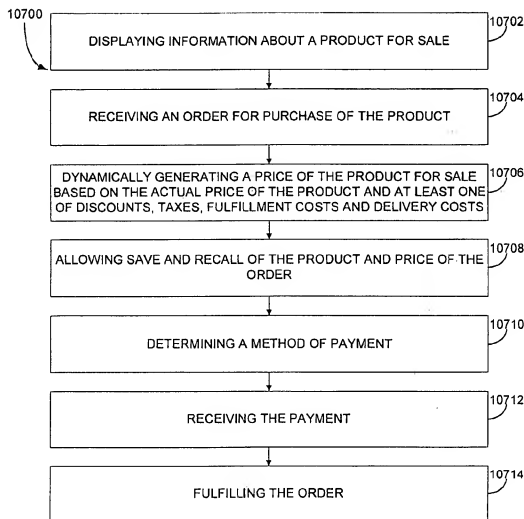 10700
10702
DISPLAYING INFORMATION ABOUT A PRODUCT FOR SALE
10704
RECEIVING AN ORDER FOR PURCHASE OF THE PRODUCT
10706
DYNAMICALLY GENERATING A PRICE OF THE PRODUCT FOR SALE
BASED ON THE ACTUAL PRICE OF THE PRODUCT AND AT LEAST ONE
OF DISCOUNTS, TAXES, FULFILLMENT COSTS AND DELIVERY COSTS
10708
ALLOWING SAVE AND RECALL OF THE PRODUCT AND PRICE OF THE
ORDER
10710
DETERMINING A METHOD OF PAYMENT
10712
RECEIVING THE PAYMENT
10714
FULFILLING THE ORDER